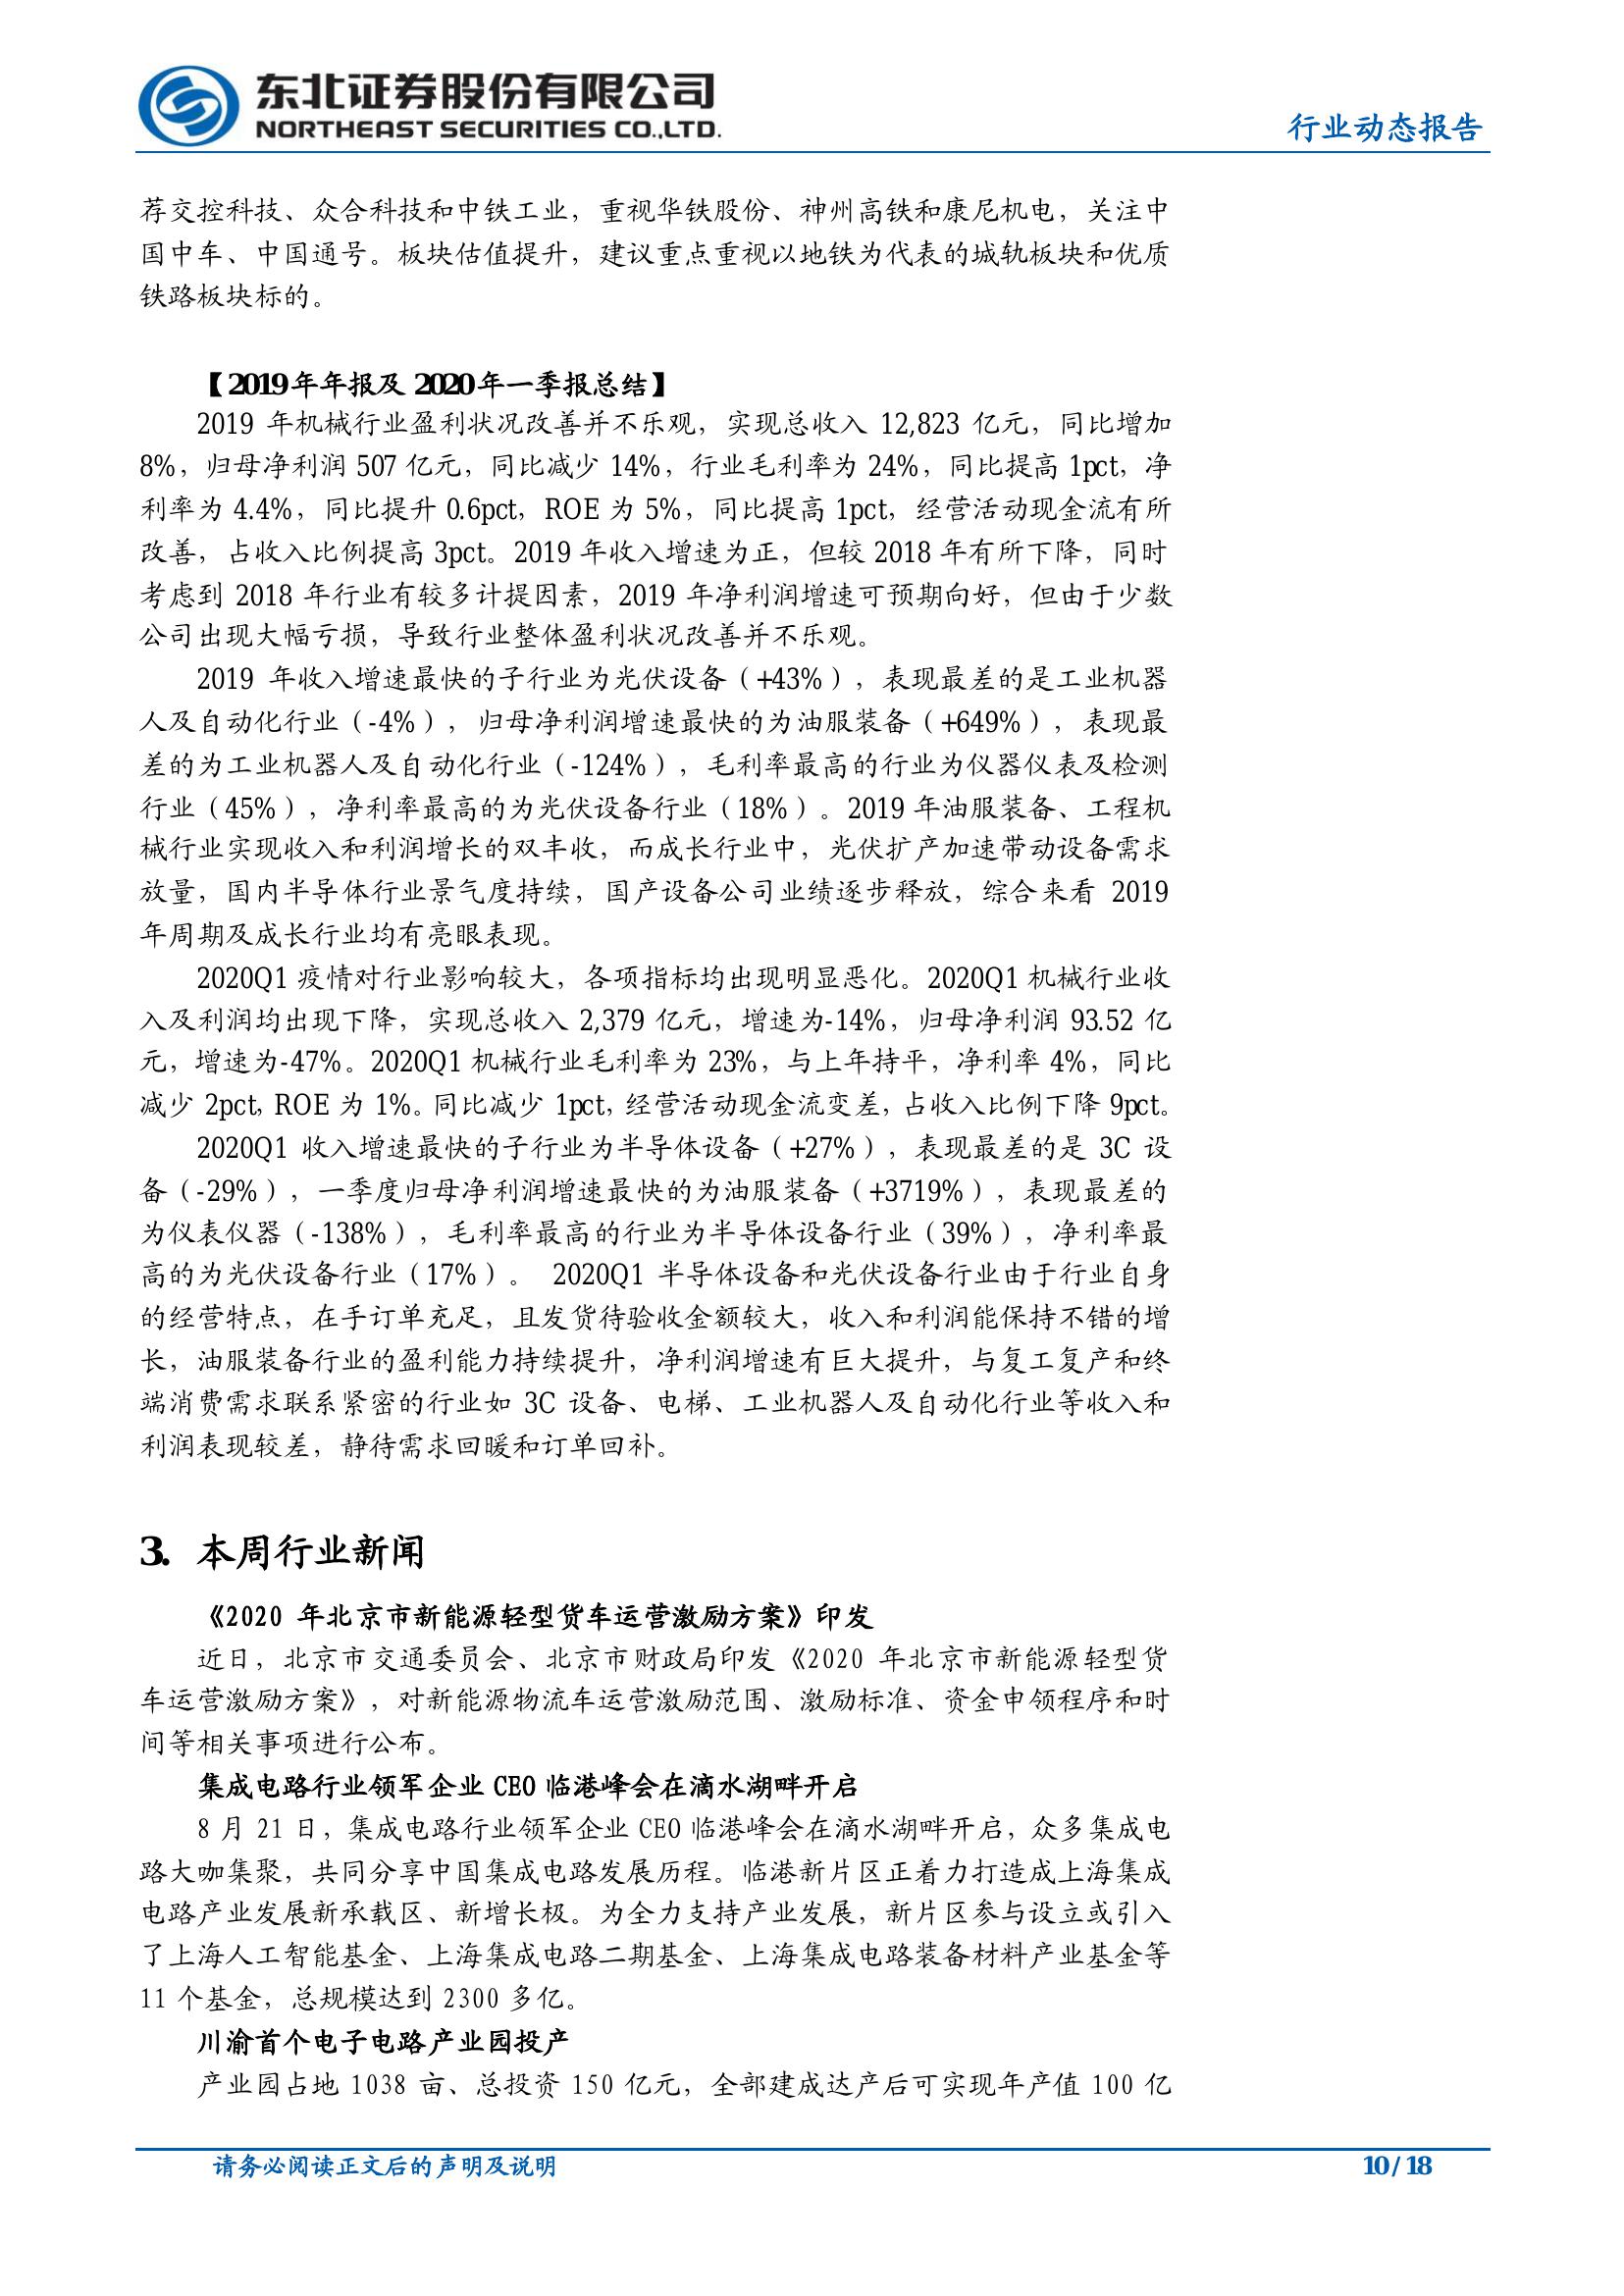 东北证券股份有限公司
NORTHEAST SECURITIES CO.,LTD.
行业动态报告
荐交控科技、众合科技和中铁工业，重视华铁股份、神州高铁和康尼机电，关注中
国中车、中国通号。板块估值提升，建议重点重视以地铁为代表的城轨板块和优质
铁路板块标的。
【2019年年报及 2020年一季报总结】
2019 年机械行业盈利状况改善并不乐观，实现总收入 12,823 亿元，同比增加
8%，归母净利润 507 亿元，同比减少 14%，行业毛利率为 24%，同比提高 1pct，净
利率为 4.4%，同比提升 0.6pct，ROE 为 5%，同比提高 1pct，经营活动现金流有所
改善，占收入比例提高 3pct。2019 年收入增速为正，但较 2018 年有所下降，同时
考虑到 2018 年行业有较多计提因素，2019 年净利润增速可预期向好，但由于少数
公司出现大幅亏损，导致行业整体盈利状况改善并不乐观。
2019 年收入增速最快的子行业为光伏设备（+43%），表现最差的是工业机器
人及自动化行业（-4%），归母净利润增速最快的为油服装备（+649%），表现最
差的为工业机器人及自动化行业（-124%），毛利率最高的行业为仪器仪表及检测
行业（45%），净利率最高的为光伏设备行业（18%）。2019 年油服装备、工程机
械行业实现收入和利润增长的双丰收，而成长行业中，光伏扩产加速带动设备需求
放量，国内半导体行业景气度持续，国产设备公司业绩逐步释放，综合来看 2019
年周期及成长行业均有亮眼表现。
2020Q1 疫情对行业影响较大，各项指标均出现明显恶化。2020Q1 机械行业收
入及利润均出现下降，实现总收入 2,379 亿元，增速为-14%，归母净利润 93.52 亿
元，增速为-47%。2020Q1 机械行业毛利率为 23%，与上年持平，净利率 4%，同比
减少 2pct, ROE 为 1%。同比减少 1pct, 经营活动现金流变差，占收入比例下降 9pct。
2020Q1 收入增速最快的子行业为半导体设备（+27%），表现最差的是 3C 设
备（-29%），一季度归母净利润增速最快的为油服装备（+3719%），表现最差的
为仪表仪器（-138%），毛利率最高的行业为半导体设备行业（39%），净利率最
高的为光伏设备行业（17%）。 2020Q1 半导体设备和光伏设备行业由于行业自身
的经营特点，在手订单充足，且发货待验收金额较大，收入和利润能保持不错的增
长，油服装备行业的盈利能力持续提升，净利润增速有巨大提升，与复工复产和终
端消费需求联系紧密的行业如 3C 设备、电梯、工业机器人及自动化行业等收入和
利润表现较差，静待需求回暖和订单回补。
3. 本周行业新闻
《2020 年北京市新能源轻型货车运营激励方案》印发
近日，北京市交通委员会、北京市财政局印发《2020 年北京市新能源轻型货
车运营激励方案》，对新能源物流车运营激励范围、激励标准、资金申领程序和时
间等相关事项进行公布。
集成电路行业领军企业 CEO 临港峰会在滴水湖畔开启
8 月 21 日，集成电路行业领军企业 CEO 临港峰会在滴水湖畔开启，众多集成电
路大咖集聚，共同分享中国集成电路发展历程。临港新片区正着力打造成上海集成
电路产业发展新承载区、新增长极。为全力支持产业发展，新片区参与设立或引入
了上海人工智能基金、上海集成电路二期基金、上海集成电路装备材料产业基金等
11 个基金，总规模达到 2300 多亿。
川渝首个电子电路产业园投产
产业园占地 1038 亩、总投资 150 亿元，全部建成达产后可实现年产值 100 亿
请务必阅读正文后的声明及说明
10 / 18